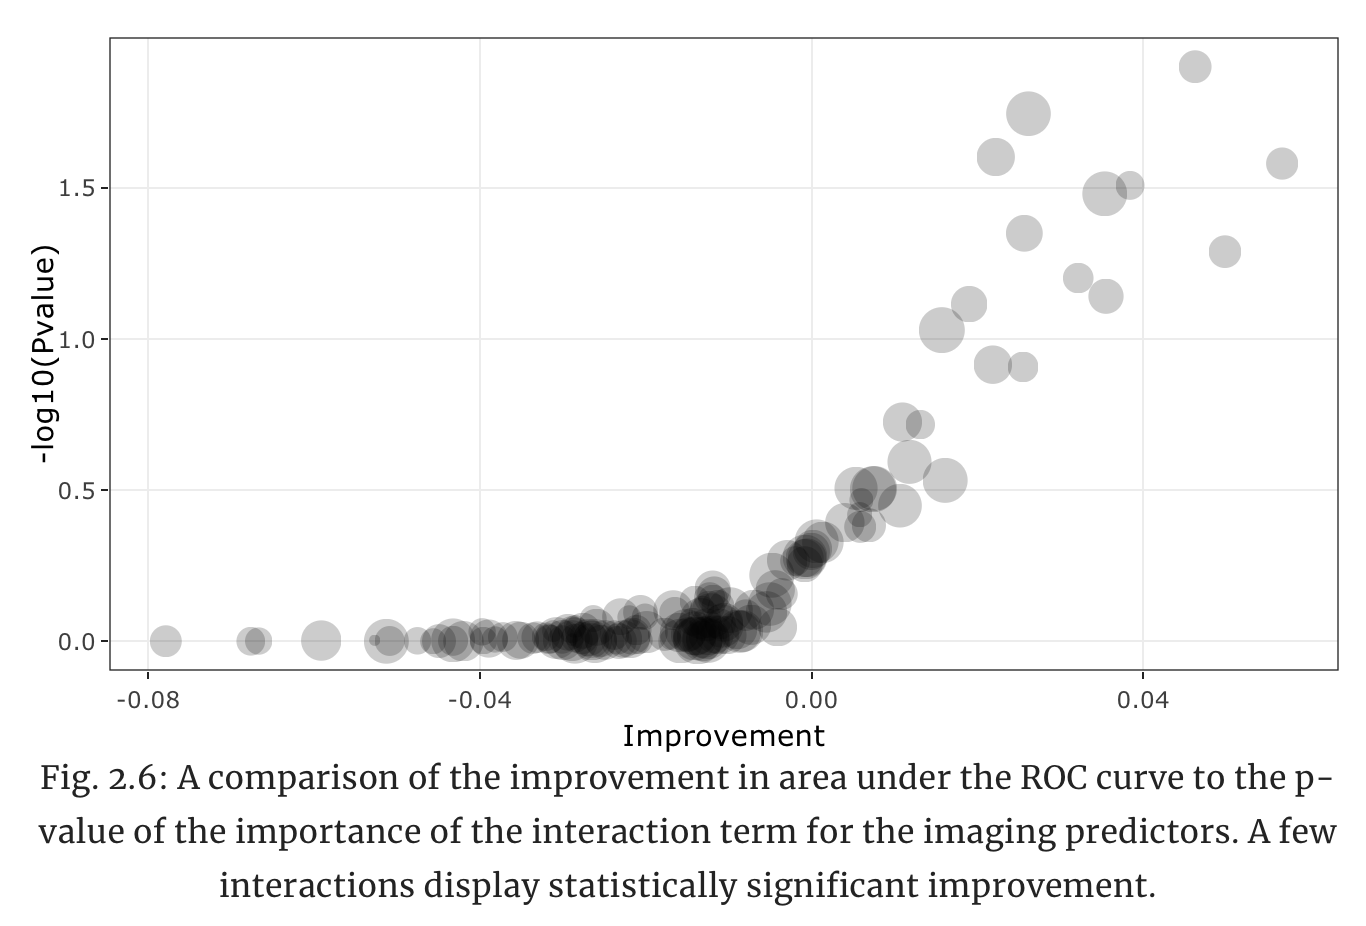 1.5
1.0
0.5
0.0
-log10(Pvalue)
-0.08
-0.04
0.00
0.04
Improvement
Fig. 2.6: A comparison of the improvement in area under the ROC curve to the p-
value of the importance of the interaction term for the imaging predictors. A few
interactions display statistically significant improvement.